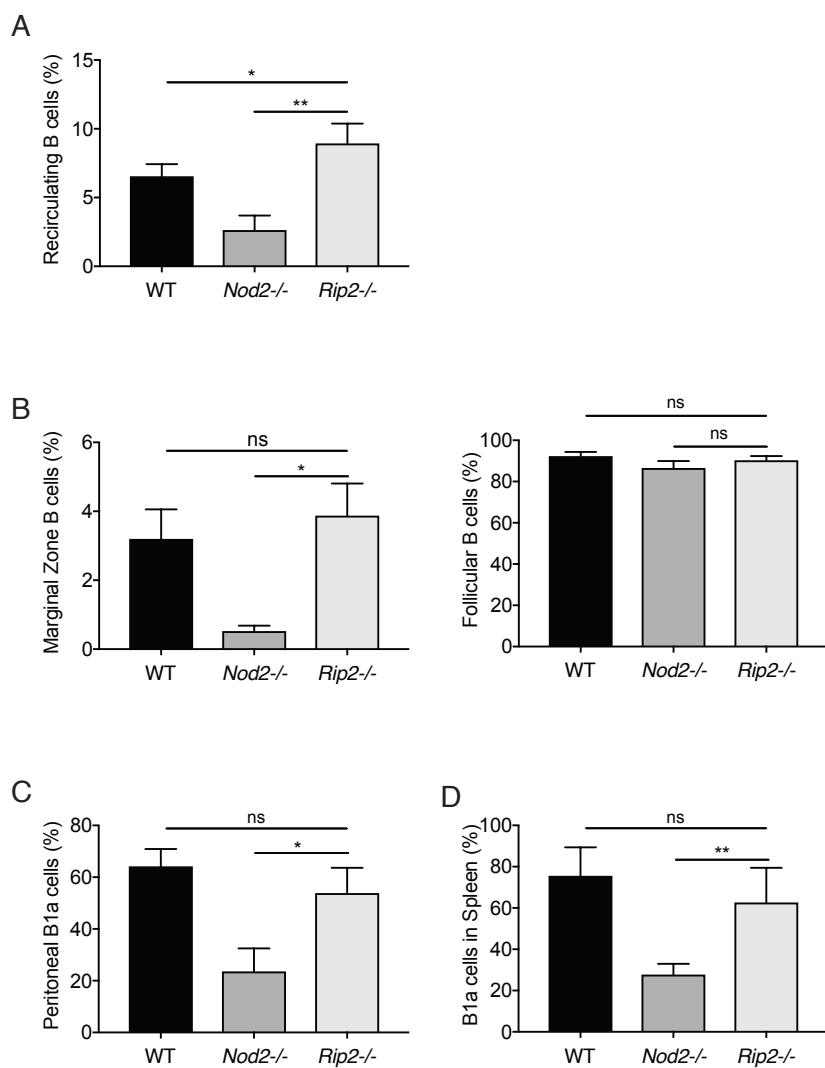 A
Recirculating B cells (%)
15
10
5
0
*
**
WT Nod2-/- Rip2-/-
B
Marginal Zone B cells (%)
6
4
2
0
ns
*
WT Nod2-/- Rip2-/-
Follicular B cells (%)
100
80
60
40
20
0
ns
ns
WT Nod2-/- Rip2-/-
C
Peritoneal B1a cells (%)
80
60
40
20
0
ns
*
WT Nod2-/- Rip2-/-
D
B1a cells in Spleen (%)
100
80
60
40
20
0
ns
**
WT Nod2-/- Rip2-/-